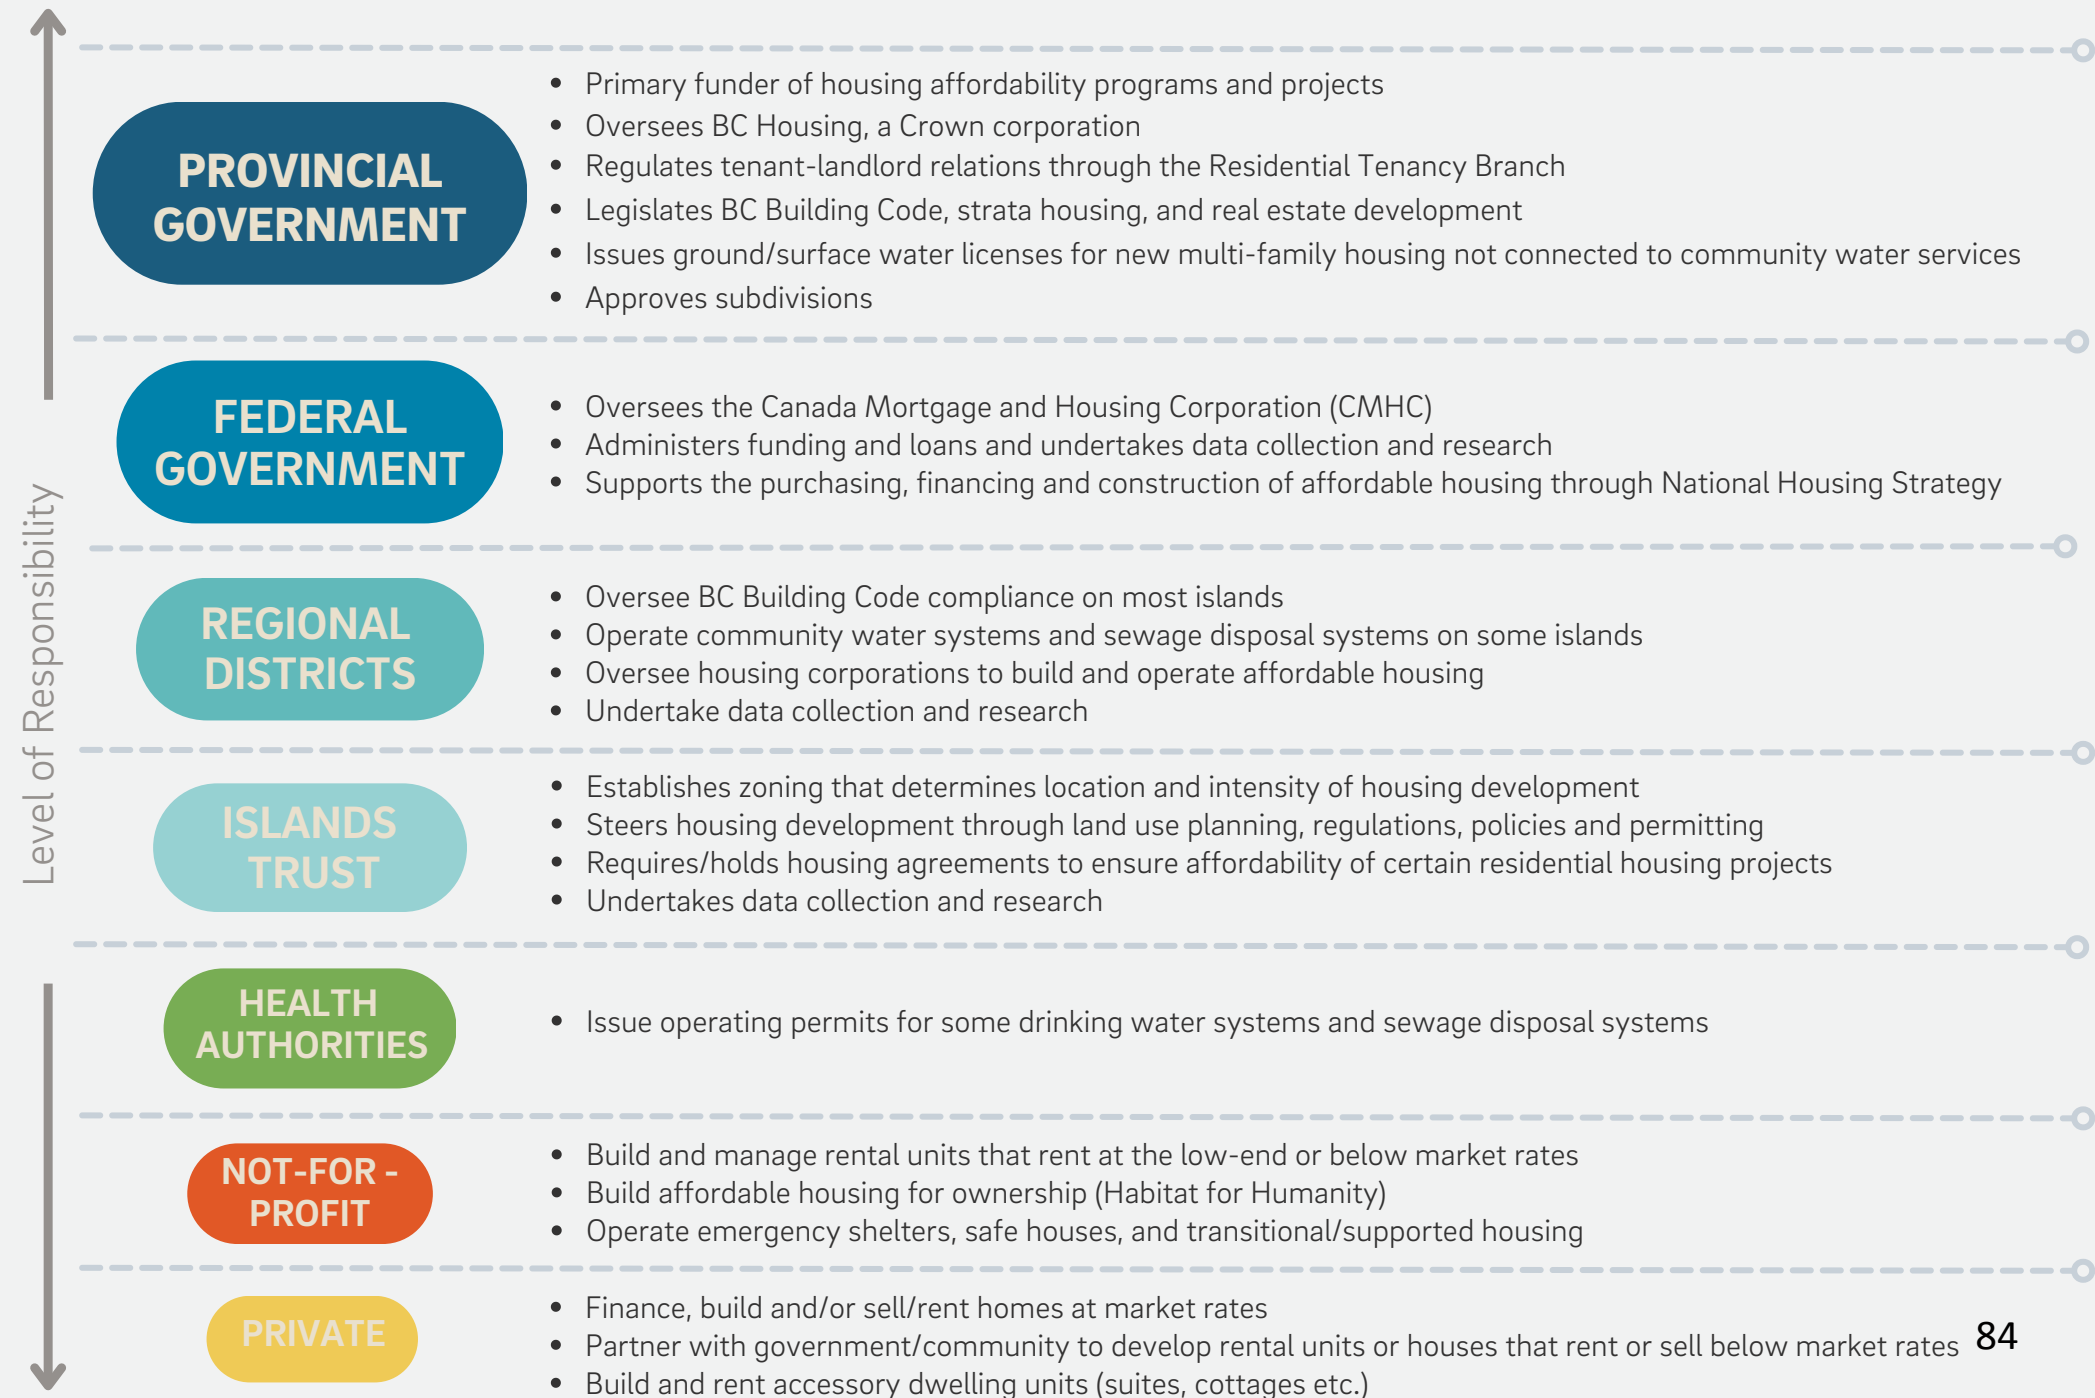 PROVINCIAL
GOVERNMENT
• Primary funder of housing affordability programs and projects
• Oversees BC Housing, a Crown corporation
• Regulates tenant-landlord relations through the Residential Tenancy Branch
• Legislates BC Building Code, strata housing, and real estate development
• Issues ground/surface water licenses for new multi-family housing not connected to community water services
• Approves subdivisions
Level of Responsibility
FEDERAL
GOVERNMENT
• Oversees the Canada Mortgage and Housing Corporation (CMHC)
• Administers funding and loans and undertakes data collection and research
• Supports the purchasing, financing and construction of affordable housing through National Housing Strategy
REGIONAL
DISTRICTS
• Oversee BC Building Code compliance on most islands
• Operate community water systems and sewage disposal systems on some islands
• Oversee housing corporations to build and operate affordable housing
• Undertake data collection and research
ISLANDS
TRUST
• Establishes zoning that determines location and intensity of housing development
• Steers housing development through land use planning, regulations, policies and permitting
• Requires/holds housing agreements to ensure affordability of certain residential housing projects
• Undertakes data collection and research
HEALTH
AUTHORITIES
• Issue operating permits for some drinking water systems and sewage disposal systems
NOT-FOR -
PROFIT
• Build and manage rental units that rent at the low-end or below market rates
• Build affordable housing for ownership (Habitat for Humanity)
• Operate emergency shelters, safe houses, and transitional/supported housing
PRIVATE
• Finance, build and/or sell/rent homes at market rates
• Partner with government/community to develop rental units or houses that rent or sell below market rates
• Build and rent accessory dwelling units (suites, cottages etc.)
84